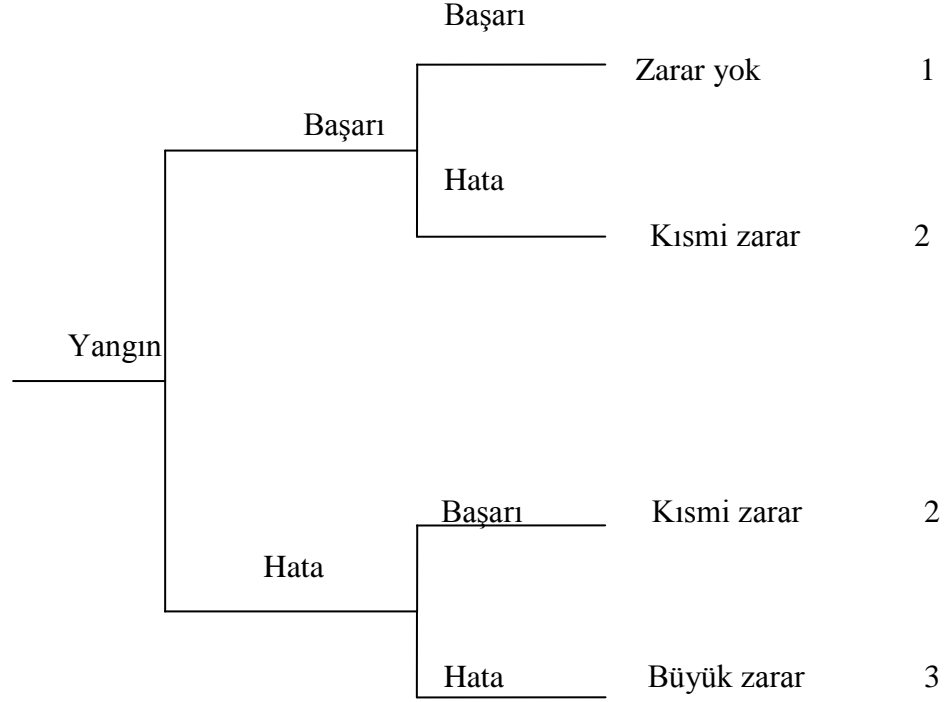 Başarı
Zarar yok 1
Başarı
Hata
Kısmi zarar 2
Yangın
Başarı Kısmi zarar 2
Hata
Hata Büyük zarar 3